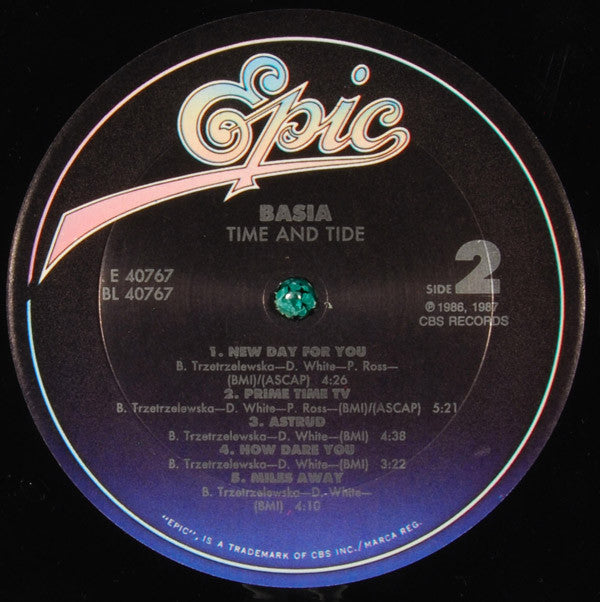 Epic
BASIA
TIME AND TIDE
E 40767
BL 40767
SIDE 2
℗ 1986, 1987
CBS RECORDS
1. NEW DAY FOR YOU
B. Trzetrzelewska—D. White—P. Ross—
(BMI)/(ASCAP) 4:26
2. PRIME TIME TV
B. Trzetrzelewska—D. White—P. Ross—(BMI)/(ASCAP) 5:21
3. ASTRUD
B. Trzetrzelewska—D. White—(BMI) 4:38
4. HOW DARE YOU
B. Trzetrzelewska—D. White—(BMI) 3:22
5. MILES AWAY
B. Trzetrzelewska—D. White—
(BMI) 4:10
"EPIC", IS A TRADEMARK OF CBS INC./MARCA REG.